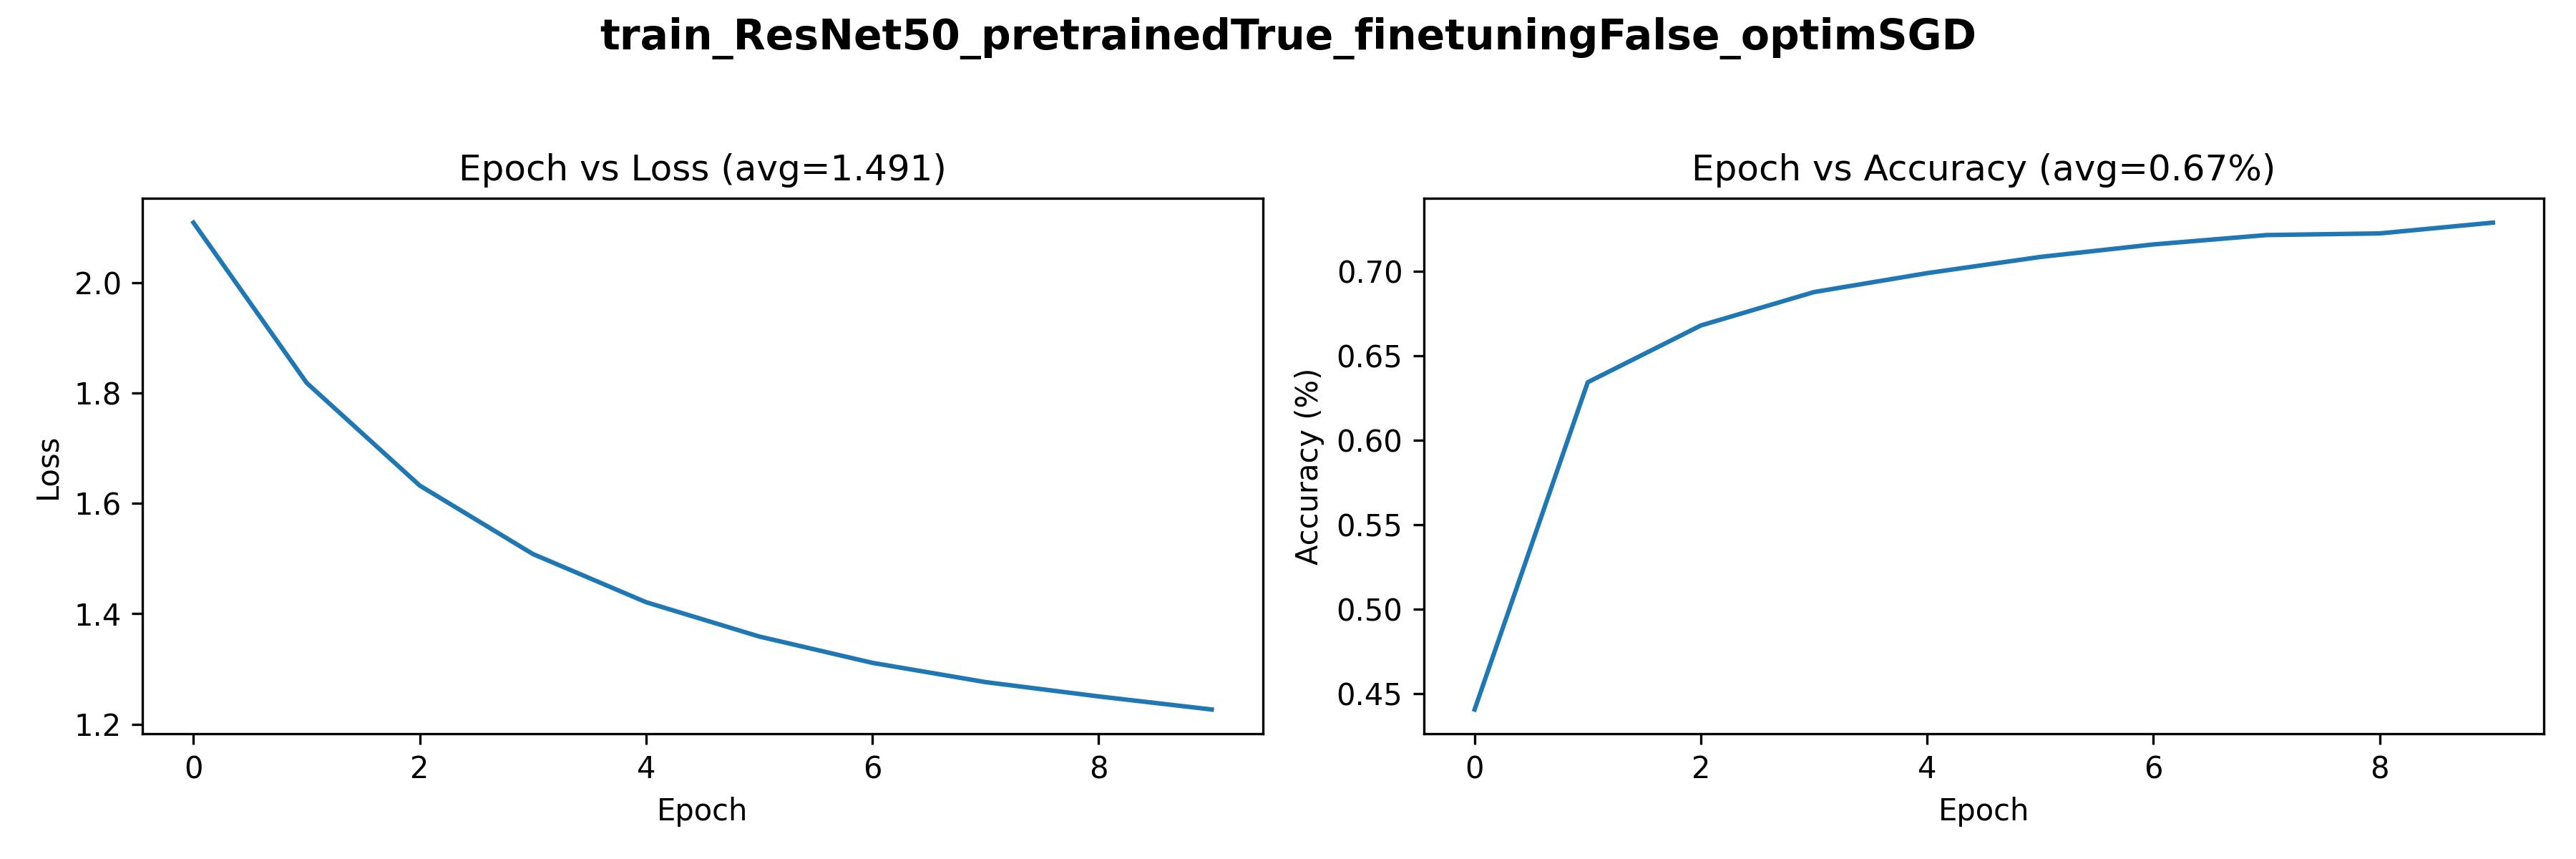 train_ResNet50_pretrainedTrue_finetuningFalse_optimSGD
Epoch vs Loss (avg=1.491)
Loss
2.0
1.8
1.6
1.4
1.2
0 2 4 6 8
Epoch
Epoch vs Accuracy (avg=0.67%)
Accuracy (%)
0.70
0.65
0.60
0.55
0.50
0.45
0 2 4 6 8
Epoch